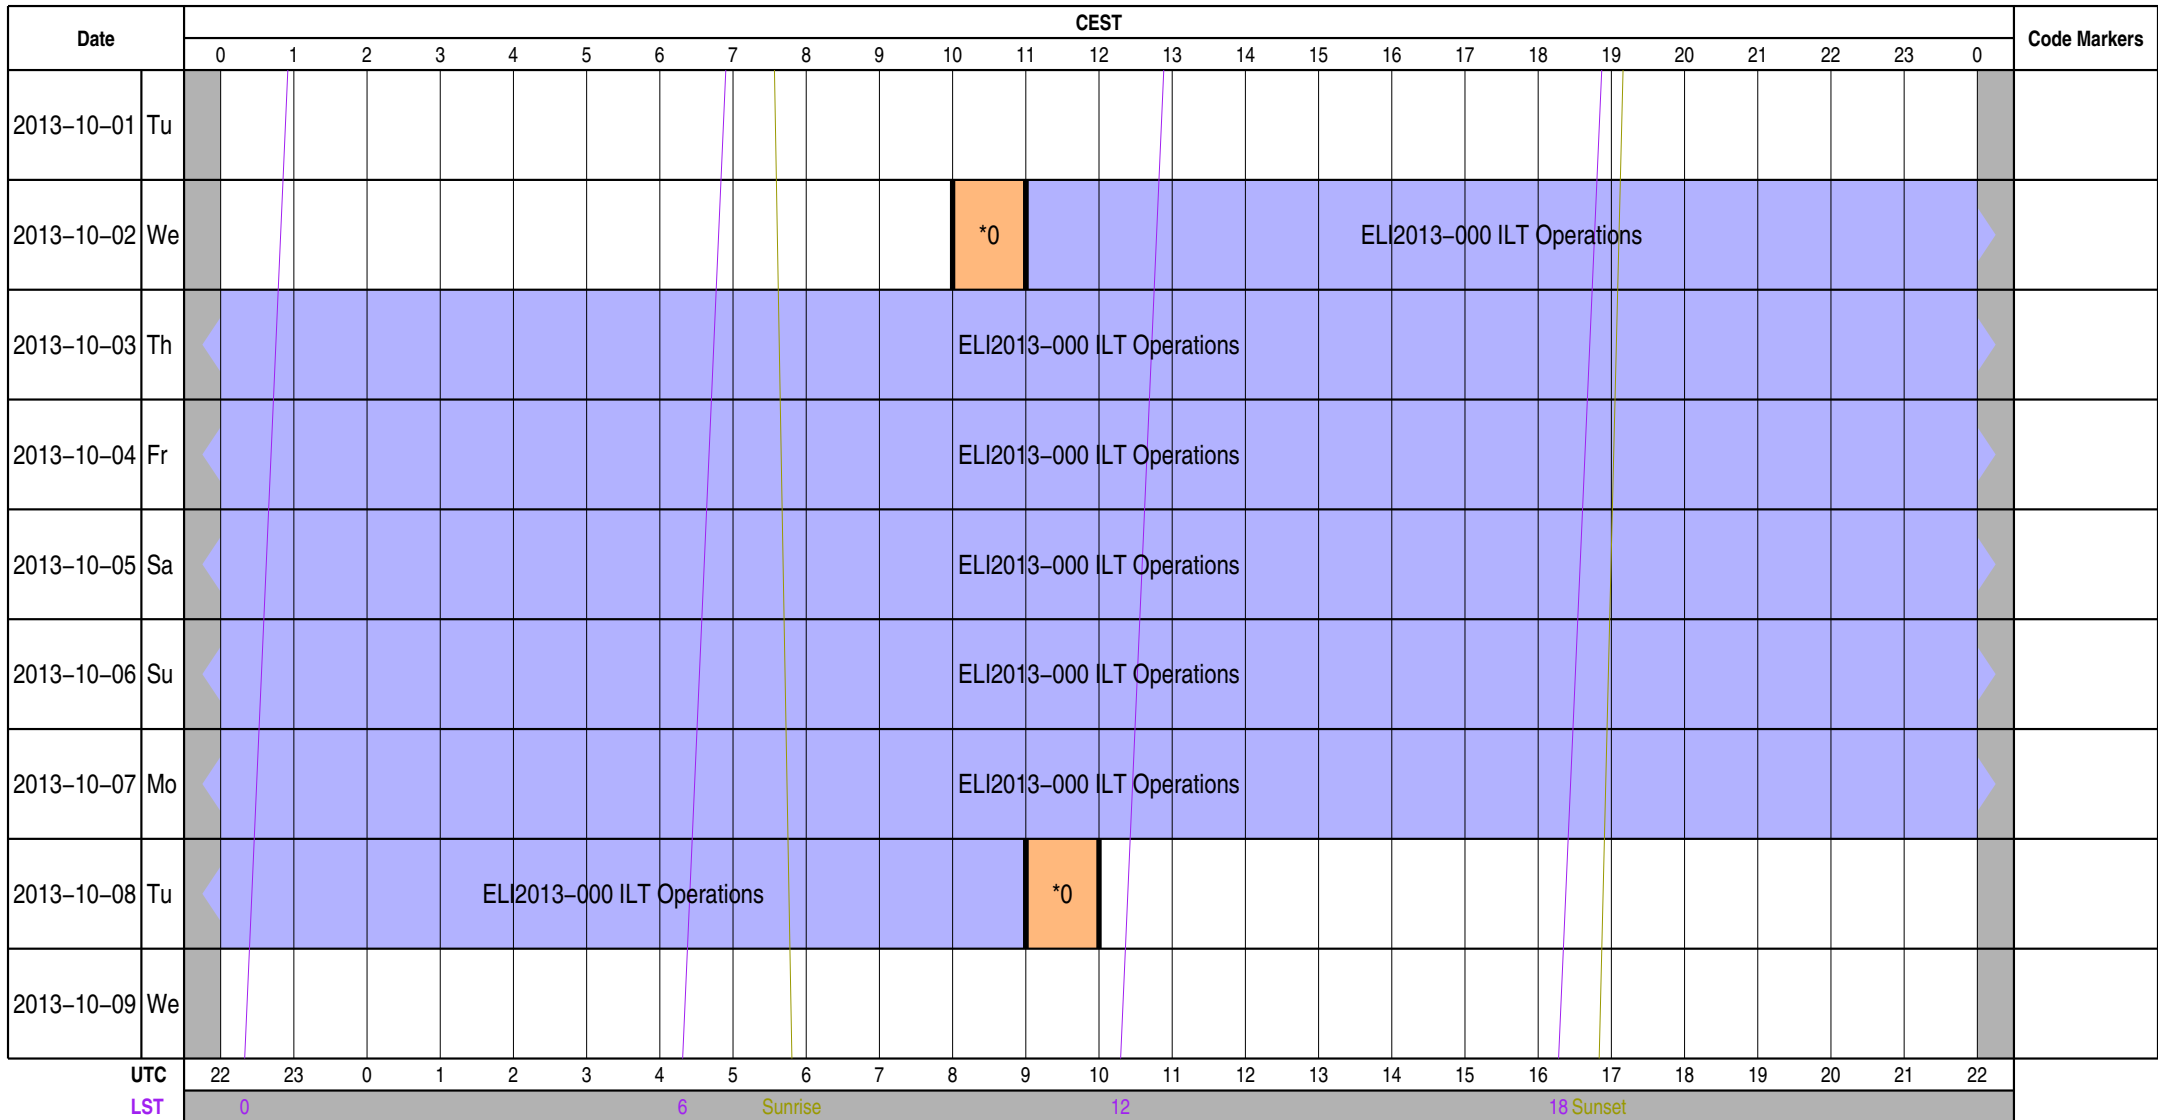 CEST
Date
Code Markers
0 1 2 3 4 5 6 7 8 9 10 11 12 13 14 15 16 17 18 19 20 21 22 23 0
2013−10−01 Tu
2013−10−02 We *0 ELI2013−000 ILT Operations
2013−10−03 Th ELI2013−000 ILT Operations
2013−10−04 Fr ELI2013−000 ILT Operations
2013−10−05 Sa ELI2013−000 ILT Operations
2013−10−06 Su ELI2013−000 ILT Operations
2013−10−07 Mo ELI2013−000 ILT Operations
2013−10−08 Tu ELI2013−000 ILT Operations *0
2013−10−09 We
UTC 22 23 0 1 2 3 4 5 6 7 8 9 10 11 12 13 14 15 16 17 18 19 20 21 22
LST 0 6 Sunrise 12 18 Sunset